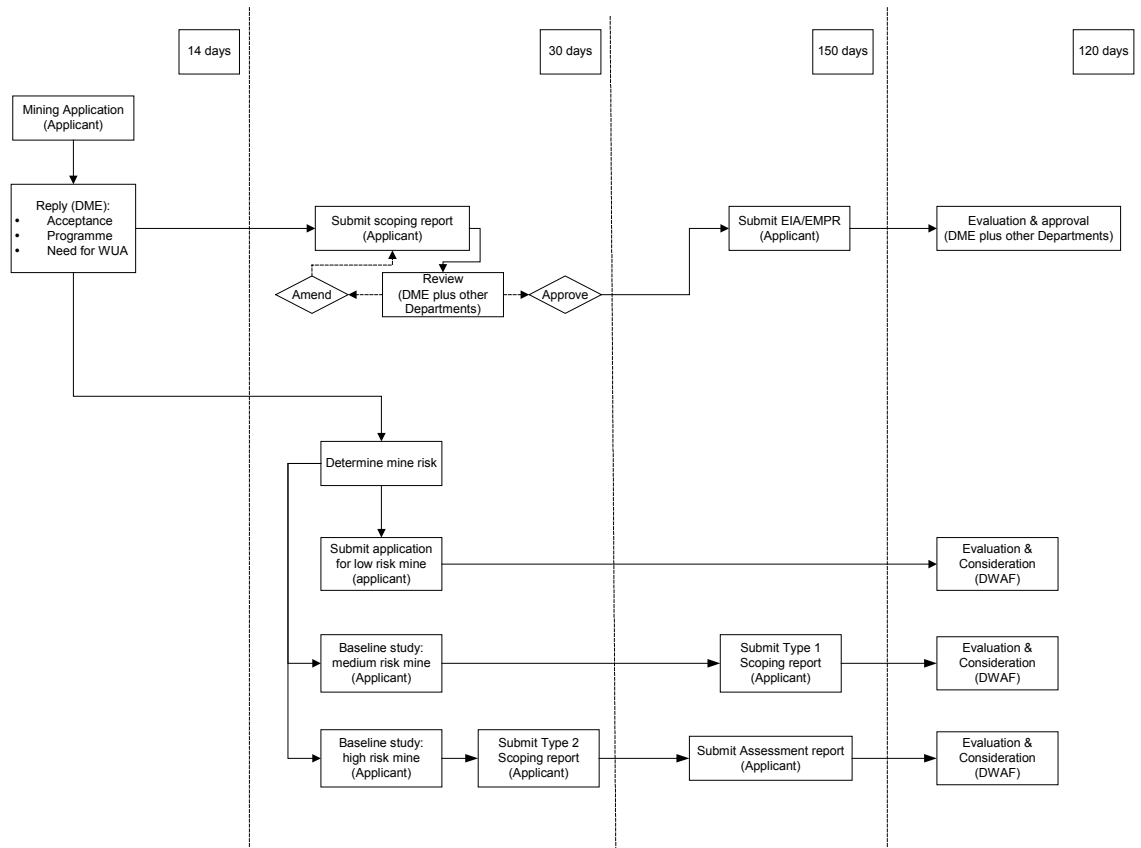 14 days
30 days
150 days
120 days
Mining Application
(Applicant)
Reply (DME):
• Acceptance
• Programme
• Need for WUA
Submit scoping report
(Applicant)
Submit EIA/EMPR
(Applicant)
Evaluation & approval
(DME plus other Departments)
Amend
Review
(DME plus other
Departments)
Approve
Determine mine risk
Submit application
for low risk mine
(applicant)
Evaluation &
Consideration
(DWAF)
Baseline study:
medium risk mine
(Applicant)
Submit Type 1
Scoping report
(Applicant)
Evaluation &
Consideration
(DWAF)
Baseline study:
high risk mine
(Applicant)
Submit Type 2
Scoping report
(Applicant)
Submit Assessment report
(Applicant)
Evaluation &
Consideration
(DWAF)